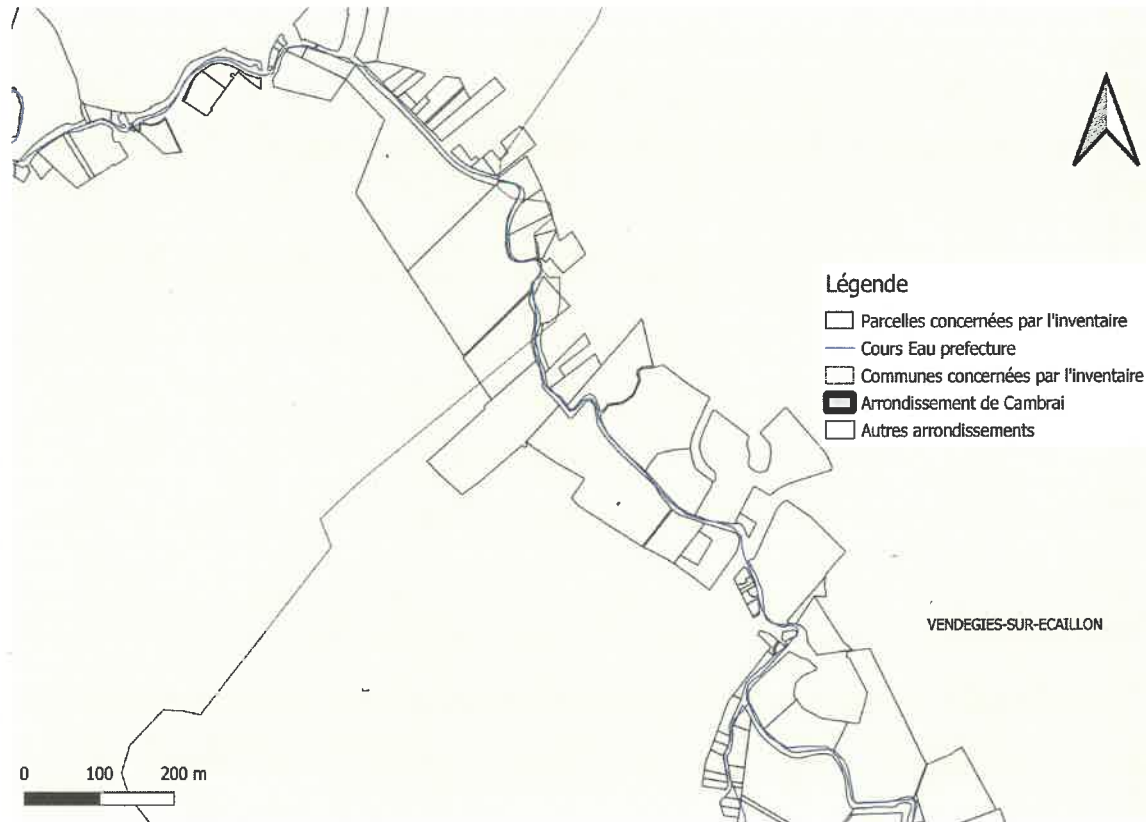 Légende
Parcelles concernées par l'inventaire
Cours Eau prefecture
Communes concernées par l'inventaire
Arrondissement de Cambrai
Autres arrondissements
VENDEGIES-SUR-ECAILLON
0 100 200 m